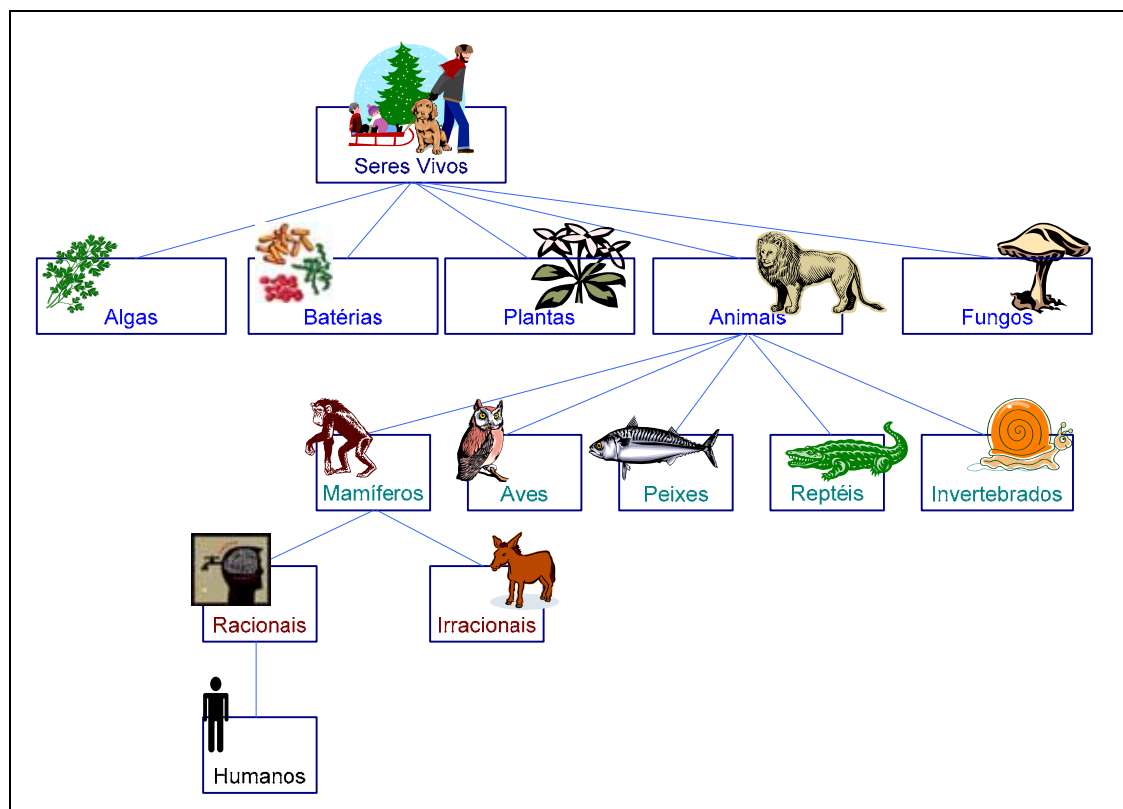 Seres Vivos
Algas
Batérias
Plantas
Animais
Fungos
Mamíferos
Aves
Peixes
Reptéis
Invertebrados
Racionais
Irracionais
Humanos